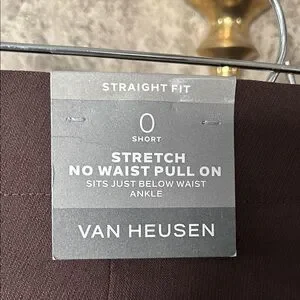 STRAIGHT FIT
0
SHORT
STRETCH
NO WAIST PULL ON
SITS JUST BELOW WAIST
ANKLE
VAN HEUSEN